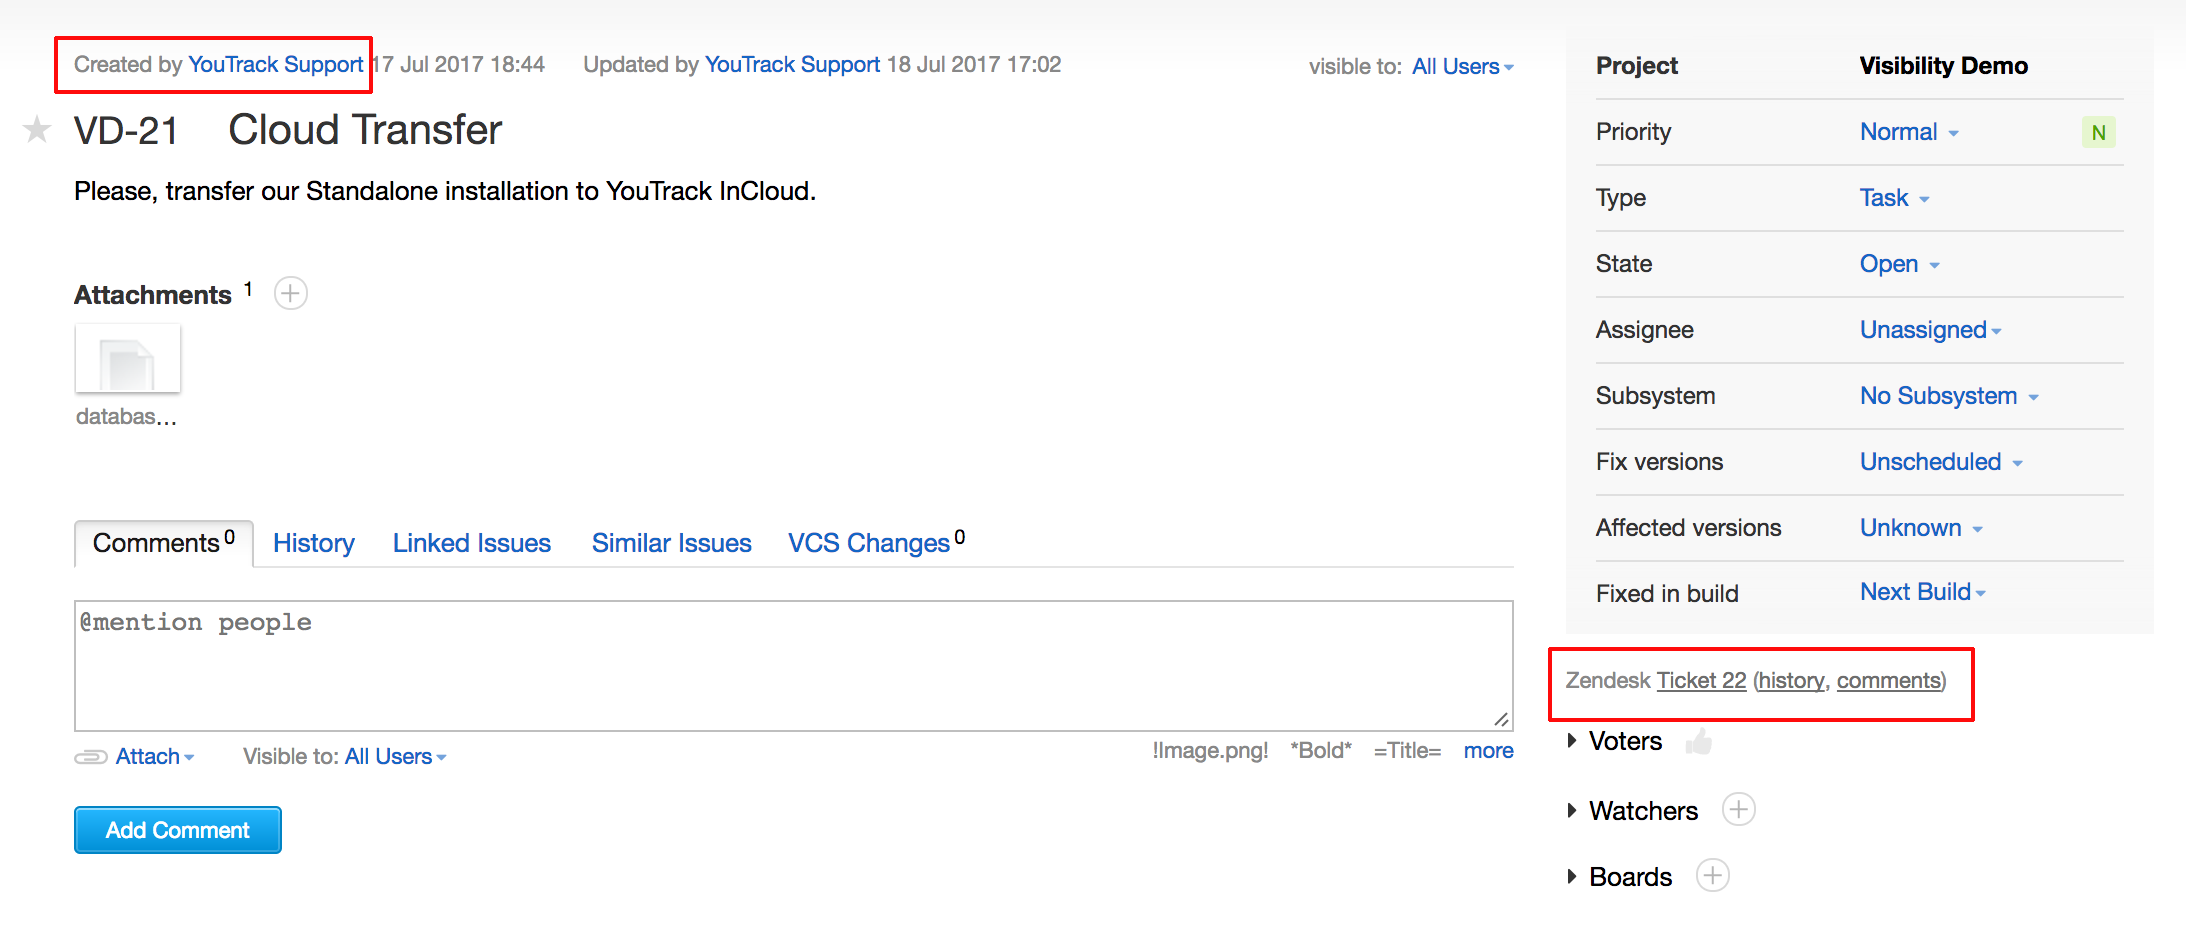 Created by YouTrack Support 17 Jul 2017 18:44 Updated by YouTrack Support 18 Jul 2017 17:02 visible to: All Users
VD-21 Cloud Transfer
Please, transfer our Standalone installation to YouTrack InCloud.
Attachments 1
databas...
Comments 0 History Linked Issues Similar Issues VCS Changes 0
@mention people
Attach Visible to: All Users !Image.png! *Bold* =Title= more
Add Comment
Project Visibility Demo
Priority Normal N
Type Task
State Open
Assignee Unassigned
Subsystem No Subsystem
Fix versions Unscheduled
Affected versions Unknown
Fixed in build Next Build
Zendesk Ticket 22 (history, comments)
Voters
Watchers
Boards